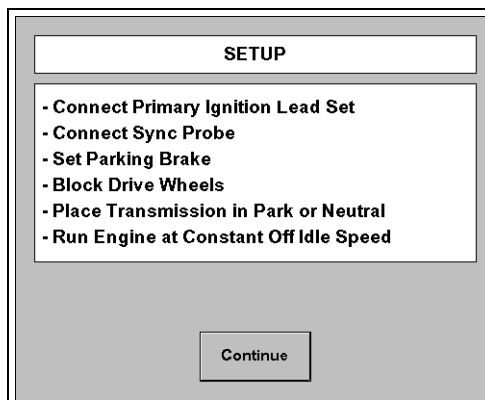 SETUP
- Connect Primary Ignition Lead Set
- Connect Sync Probe
- Set Parking Brake
- Block Drive Wheels
- Place Transmission in Park or Neutral
- Run Engine at Constant Off Idle Speed
Continue